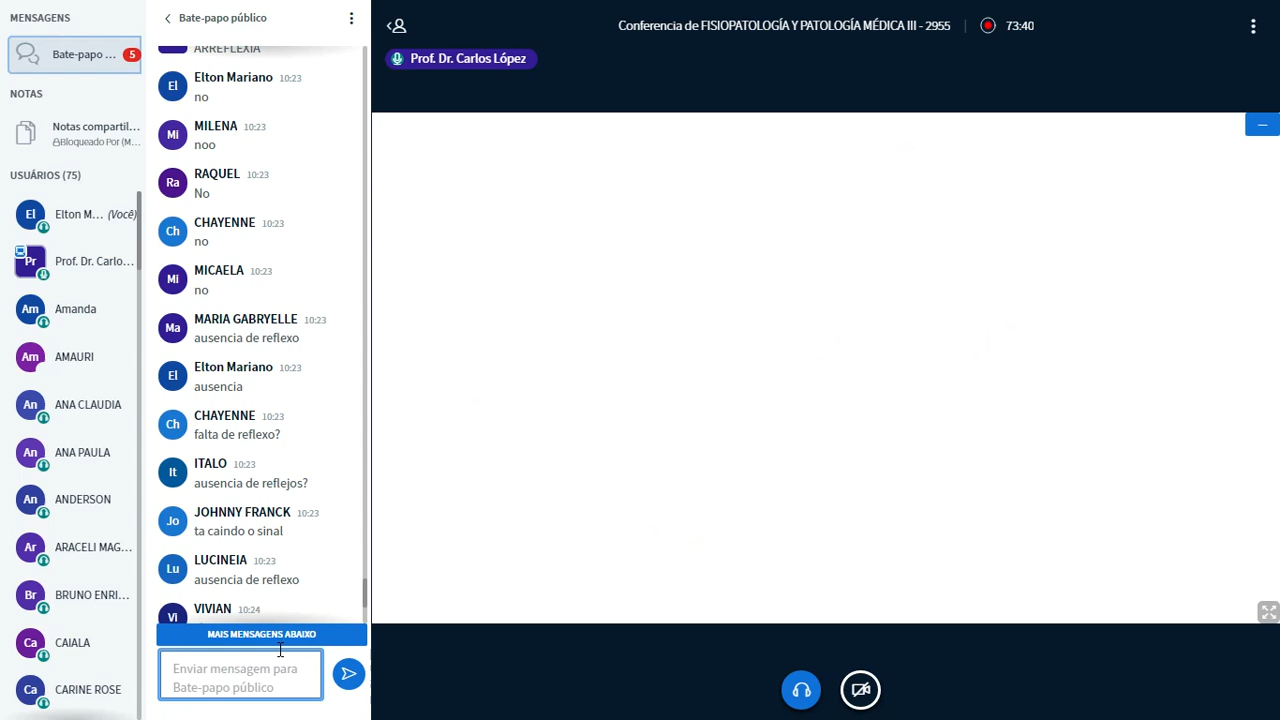 MENSAGENS
Bate-papo ... 5
NOTAS
Notas compartil...
Bloqueado Por (M...
USUÁRIOS (75)
El Elton M... (Você)
Pr Prof. Dr. Carlo...
Am Amanda
Am AMAURI
An ANA CLAUDIA
An ANA PAULA
An ANDERSON
Ar ARACELI MAG...
Br BRUNO ENRI...
Ca CAIALA
Ca CARINE ROSE
Bate-papo público
ARREFLEXIA
El Elton Mariano 10:23
no
Mi MILENA 10:23
noo
Ra RAQUEL 10:23
No
Ch CHAYENNE 10:23
no
Mi MICAELA 10:23
no
Ma MARIA GABRYELLE 10:23
ausencia de reflexo
El Elton Mariano 10:23
ausencia
Ch CHAYENNE 10:23
falta de reflexo?
It ITALO 10:23
ausencia de reflejos?
Jo JOHNNY FRANCK 10:23
ta caindo o sinal
Lu LUCINEIA 10:23
ausencia de reflexo
Vi VIVIAN 10:24
MAIS MENSAGENS ABAIXO
Enviar mensagem para
Bate-papo público
Conferencia de FISIOPATOLOGÍA Y PATOLOGÍA MÉDICA III - 2955 73:40
Prof. Dr. Carlos López